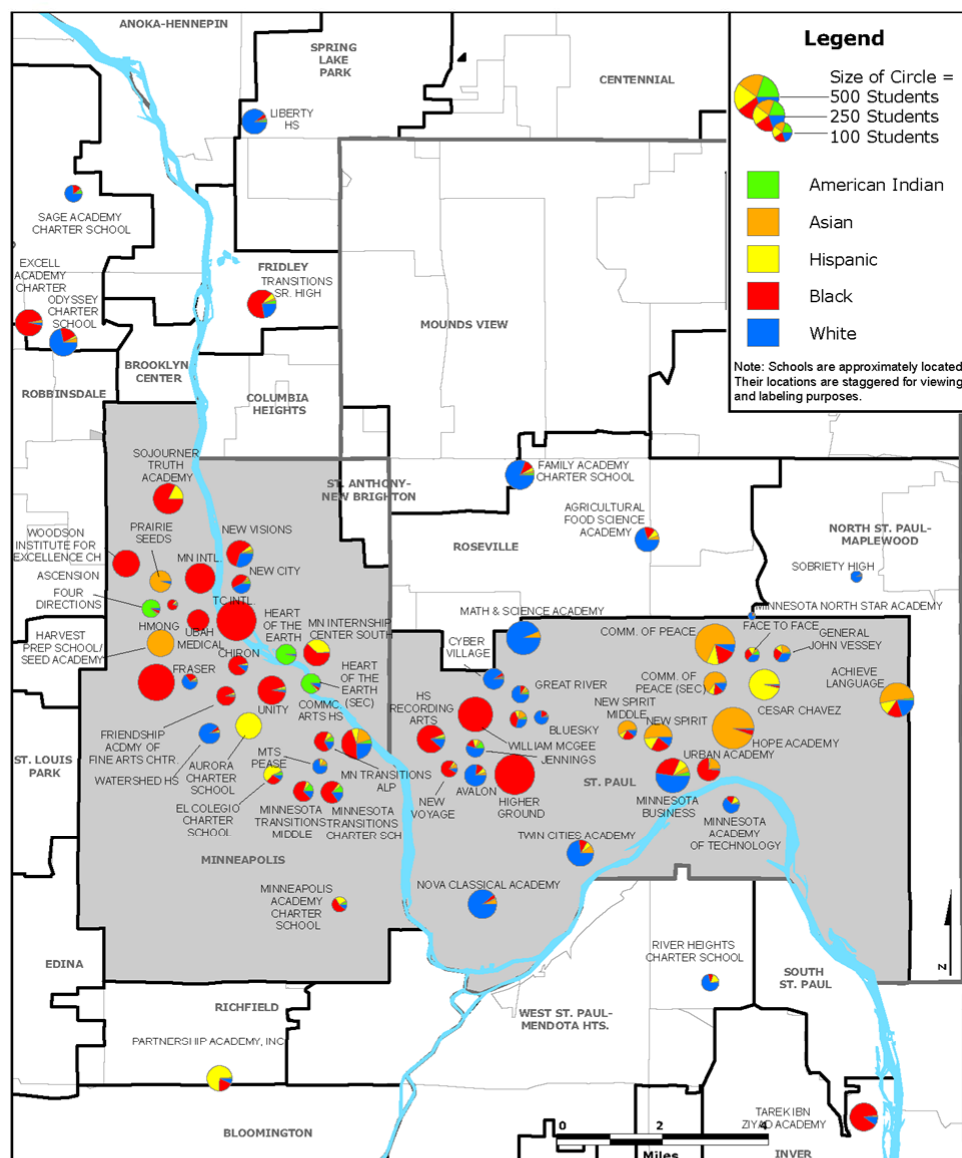 ANOKA-HENNEPIN
SPRING
LAKE
PARK
CENTENNIAL
LIBERTY
HS
SAGE ACADEMY
CHARTER SCHOOL
EXCELL
ACADEMY
CHARTER
ODYSSEY
CHARTER
SCHOOL
FRIDLEY
TRANSITIONS
SR. HIGH
MOUNDS VIEW
BROOKLYN
CENTER
ROBBINSDALE
COLUMBIA
HEIGHTS
Legend
Size of Circle =
500 Students
250 Students
100 Students
American Indian
Asian
Hispanic
Black
White
Note: Schools are approximately located
Their locations are staggered for viewing
and labeling purposes.
SOJOURNER
TRUTH
ACADEMY
ST. ANTHONY-
NEW BRIGHTON
FAMILY ACADEMY
CHARTER SCHOOL
AGRICULTURAL
FOOD SCIENCE
ACADEMY
ROSEVILLE
NORTH ST. PAUL-
MAPLEWOOD
SOBRIETY HIGH
PRAIRIE
SEEDS
NEW VISIONS
WOODSON
INSTITUTE FOR
EXCELLENCE CH
MN INTL.
NEW CITY
ASCENSION
FOUR
DIRECTIONS
TC INTL.
HEART
OF THE
EARTH
MN INTERNSHIP
CENTER SOUTH
MATH & SCIENCE ACADEMY
MINNESOTA NORTH STAR ACADEMY
COMM. OF PEACE
FACE TO FACE
GENERAL
JOHN VESSEY
HMONG
UBAH
MEDICAL
HARVEST
PREP SCHOOL/
SEED ACADEMY
CHIRON
FRASER
HEART
OF THE
EARTH
(SEC)
CYBER
VILLAGE
GREAT RIVER
COMM. OF
PEACE (SEC)
ACHIEVE
LANGUAGE
CESAR CHAVEZ
UNITY
COMMC.
ARTS HS
HS
RECORDING
ARTS
BLUESKY
NEW SPIRIT
MIDDLE
NEW SPIRIT
HOPE ACADEMY
FRIENDSHIP
ACDMY OF
FINE ARTS CHTR.
WATERSHED HS
AURORA
CHARTER
SCHOOL
MTS
PEASE
MN TRANSITIONS
ALP
WILLIAM MCGEE
JENNINGS
URBAN ACADEMY
ST. LOUIS
PARK
ST. PAUL
EL COLEGIO
CHARTER
SCHOOL
MINNESOTA
TRANSITIONS
MIDDLE
MINNESOTA
TRANSITIONS
CHARTER SCH
NEW
VOYAGE
AVALON
HIGHER
GROUND
MINNESOTA
BUSINESS
MINNESOTA
ACADEMY
OF TECHNOLOGY
TWIN CITIES ACADEMY
MINNEAPOLIS
MINNEAPOLIS
ACADEMY
CHARTER
SCHOOL
NOVA CLASSICAL ACADEMY
EDINA
RIVER HEIGHTS
CHARTER SCHOOL
SOUTH
ST. PAUL
N
RICHFIELD
WEST ST. PAUL-
MENDOTA HTS.
PARTNERSHIP ACADEMY, INC
BLOOMINGTON
TAREK IBN
ZIYAD ACADEMY
0 2 4
Miles
INVER